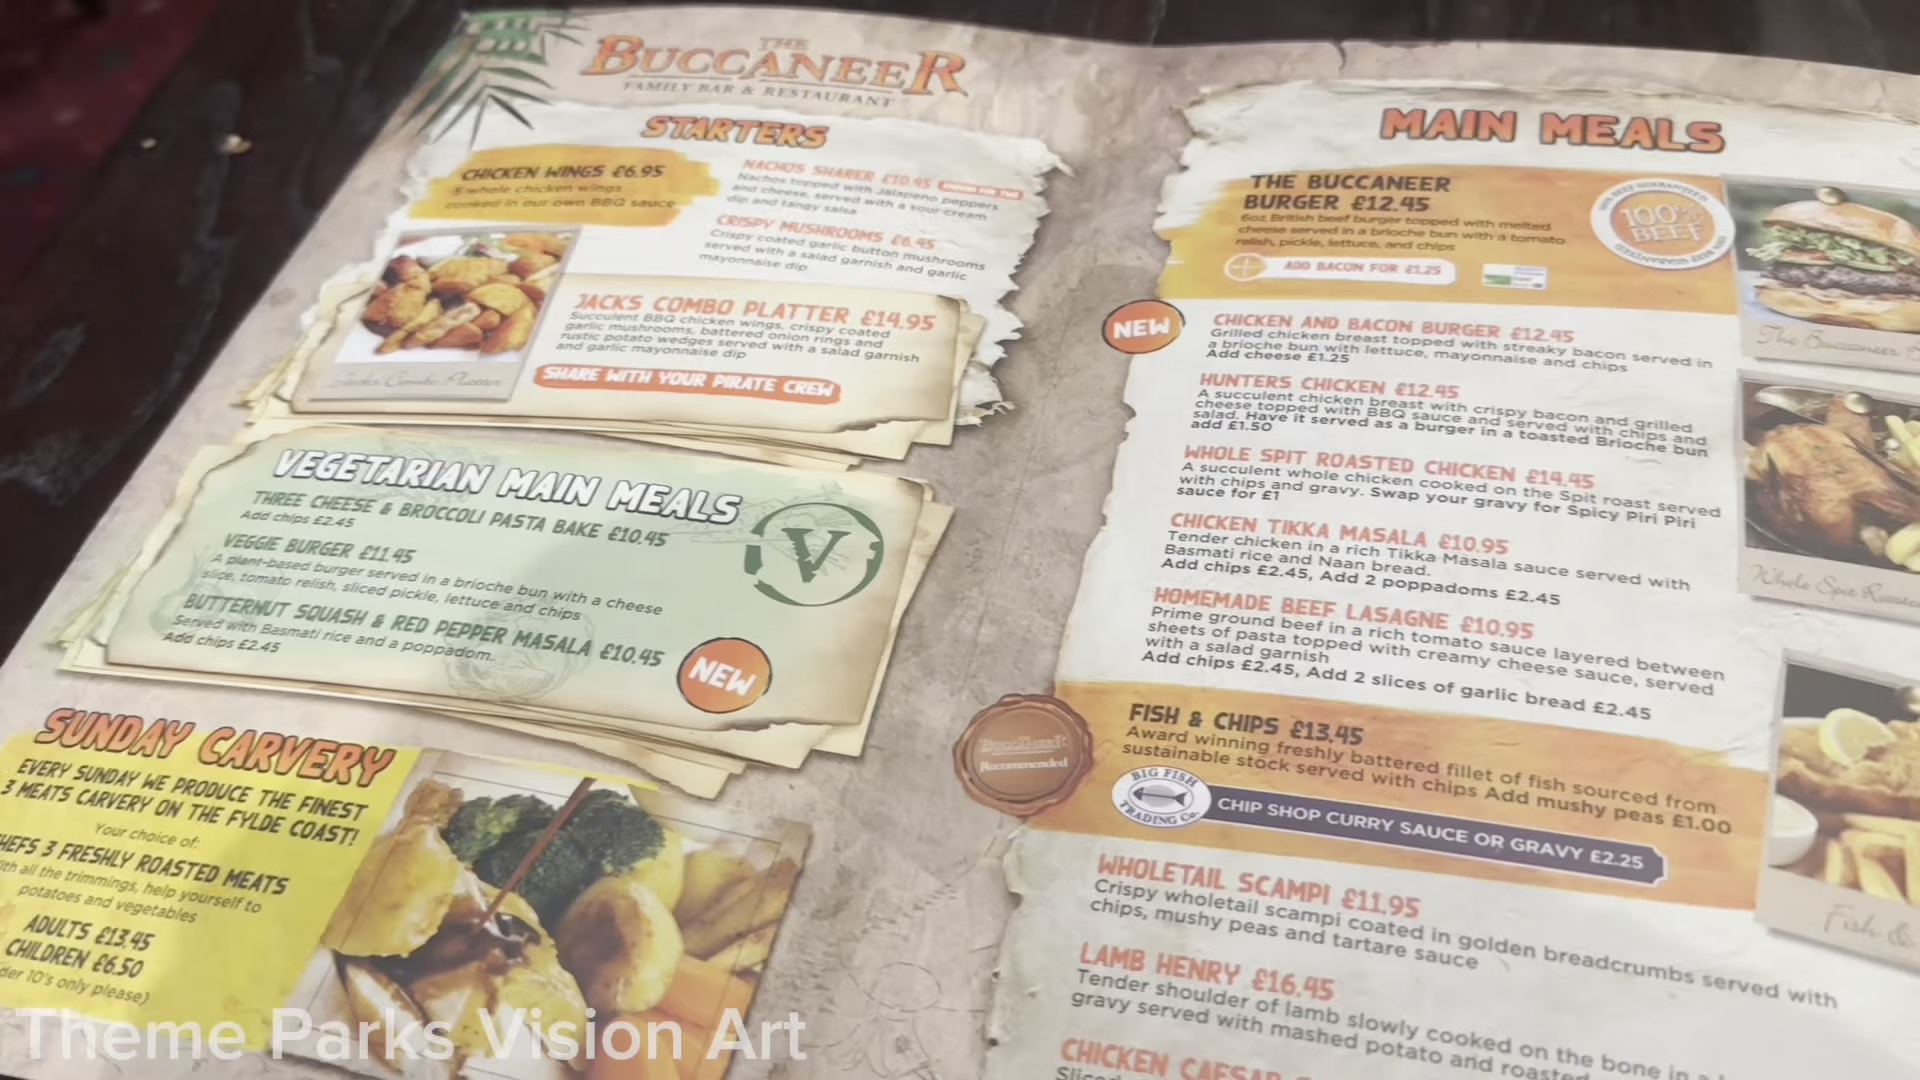 THE
BUCCANEER
FAMILY BAR & RESTAURANT
STARTERS
CHICKEN WINGS £6.95
5 whole chicken wings
cooked in our own BBQ sauce
NACHOS SHARER £10.45
Nachos topped with Jalapeno peppers
and cheese, served with a sour cream
dip and tangy salsa
CRISPY MUSHROOMS £6.45
Crispy coated garlic button mushrooms
served with a salad garnish and garlic
mayonnaise dip
JACKS COMBO PLATTER £14.95
Succulent BBQ chicken wings, crispy coated
garlic mushrooms, battered onion rings and
rustic potato wedges served with a salad garnish
and garlic mayonnaise dip
SHARE WITH YOUR PIRATE CREW
Jacks Combo Platter
VEGETARIAN MAIN MEALS
THREE CHEESE & BROCCOLI PASTA BAKE £10.45
Add chips £2.45
VEGGIE BURGER £11.45
A plant-based burger served in a brioche bun with a cheese
slice, tomato relish, sliced pickle, lettuce and chips
BUTTERNUT SQUASH & RED PEPPER MASALA £10.45
Served with Basmati rice and a poppadom.
Add chips £2.45
V
NEW
SUNDAY CARVERY
EVERY SUNDAY WE PRODUCE THE FINEST
3 MEATS CARVERY ON THE FYLDE COAST!
Your choice of:
HEFS 3 FRESHLY ROASTED MEATS
ith all the trimmings, help yourself to
potatoes and vegetables
ADULTS £13.45
CHILDREN £6.50
der 10's only please)
MAIN MEALS
THE BUCCANEER
BURGER £12.45
6oz British beef burger topped with melted
cheese served in a brioche bun with a tomato
relish, pickle, lettuce, and chips
ADD BACON FOR £1.25
100%
BEEF
The Buccaneer
NEW
CHICKEN AND BACON BURGER £12.45
Grilled chicken breast topped with streaky bacon served in
a brioche bun with lettuce, mayonnaise and chips
Add cheese £1.25
HUNTERS CHICKEN £12.45
A succulent chicken breast with crispy bacon and grilled
cheese topped with BBQ sauce and served with chips and
salad. Have it served as a burger in a toasted Brioche bun
add £1.50
WHOLE SPIT ROASTED CHICKEN £14.45
A succulent whole chicken cooked on the Spit roast served
with chips and gravy. Swap your gravy for Spicy Piri Piri
sauce for £1
Whole Spit Roaste
CHICKEN TIKKA MASALA £10.95
Tender chicken in a rich Tikka Masala sauce served with
Basmati rice and Naan bread.
Add chips £2.45, Add 2 poppadoms £2.45
HOMEMADE BEEF LASAGNE £10.95
Prime ground beef in a rich tomato sauce layered between
sheets of pasta topped with creamy cheese sauce, served
with a salad garnish
Add chips £2.45, Add 2 slices of garlic bread £2.45
BUCCANEER
Recommended
FISH & CHIPS £13.45
Award winning freshly battered fillet of fish sourced from
sustainable stock served with chips Add mushy peas £1.00
BIG FISH
TRADING Co.
CHIP SHOP CURRY SAUCE OR GRAVY £2.25
Fish &
WHOLETAIL SCAMPI £11.95
Crispy wholetail scampi coated in golden breadcrumbs served with
chips, mushy peas and tartare sauce
LAMB HENRY £16.45
Tender shoulder of lamb slowly cooked on the bone in a
gravy served with mashed potato and roasted
CHICKEN CAESAR
Sliced
Theme Parks Vision Art